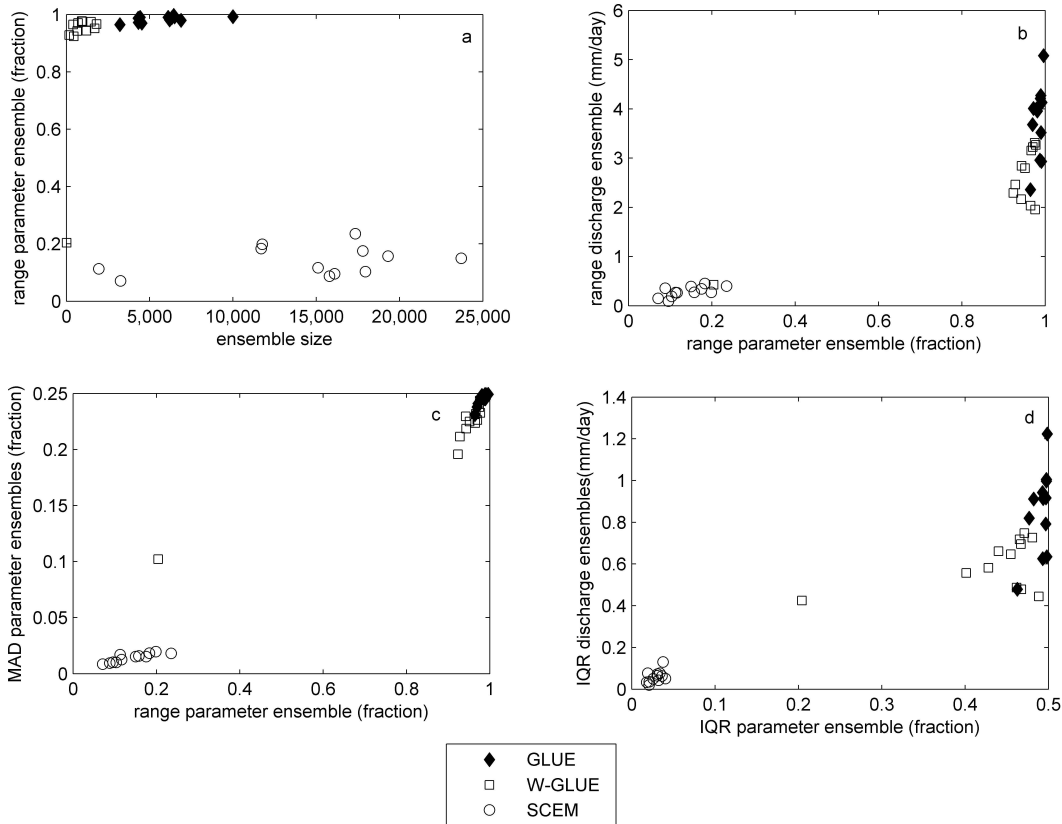 range parameter ensemble (fraction)
1
0.8
0.6
0.4
0.2
0
a
0 5,000 10,000 15,000 20,000 25,000
ensemble size
range discharge ensemble (mm/day)
6
5
4
3
2
1
0
b
0 0.2 0.4 0.6 0.8 1
range parameter ensemble (fraction)
MAD parameter ensembles (fraction)
0.25
0.2
0.15
0.1
0.05
0
c
0 0.2 0.4 0.6 0.8 1
range parameter ensemble (fraction)
IQR discharge ensembles(mm/day)
1.4
1.2
1
0.8
0.6
0.4
0.2
0
d
0 0.1 0.2 0.3 0.4 0.5
IQR parameter ensemble (fraction)
GLUE
W-GLUE
SCEM